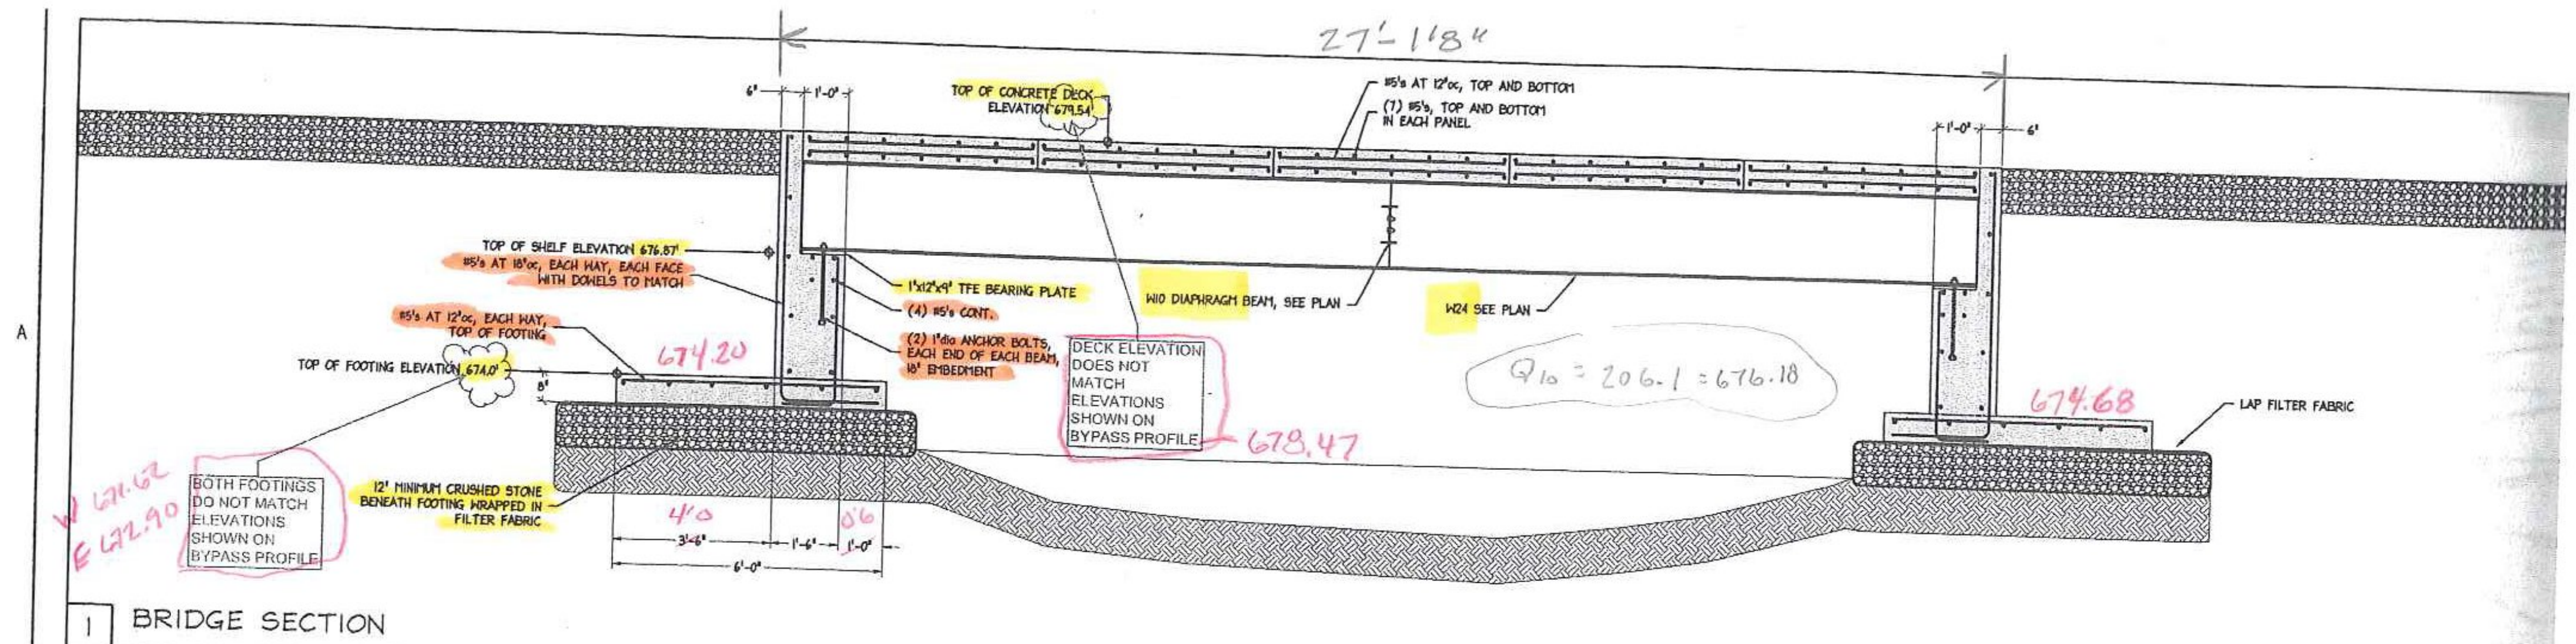 27'-1'8"
6" 1'-0"
TOP OF CONCRETE DECK
ELEVATION 679.54'
#5's AT 12"oc, TOP AND BOTTOM
(7) #5's, TOP AND BOTTOM
IN EACH PANEL
1'-0" 6"
TOP OF SHELF ELEVATION 676.87'
#5's AT 18"oc, EACH WAY, EACH FACE
WITH DOWELS TO MATCH
1"x12"x9" TFE BEARING PLATE
(4) #5's CONT.
(2) 1"dia ANCHOR BOLTS,
EACH END OF EACH BEAM,
18" EMBEDMENT
W10 DIAPHRAGM BEAM, SEE PLAN
W24 SEE PLAN
A
#5's AT 12"oc, EACH WAY,
TOP OF FOOTING
674.20
TOP OF FOOTING ELEVATION 674.0'
8"
DECK ELEVATION
DOES NOT
MATCH
ELEVATIONS
SHOWN ON
BYPASS PROFILE
678.47
Q10 = 206.1 = 676.18
674.68
LAP FILTER FABRIC
W 671.62
E 672.90
BOTH FOOTINGS
DO NOT MATCH
ELEVATIONS
SHOWN ON
BYPASS PROFILE
12" MINIMUM CRUSHED STONE
BENEATH FOOTING WRAPPED IN
FILTER FABRIC
4'0 0'6
3'-6" 1'-6" 1'-0"
6'-0"
1 BRIDGE SECTION